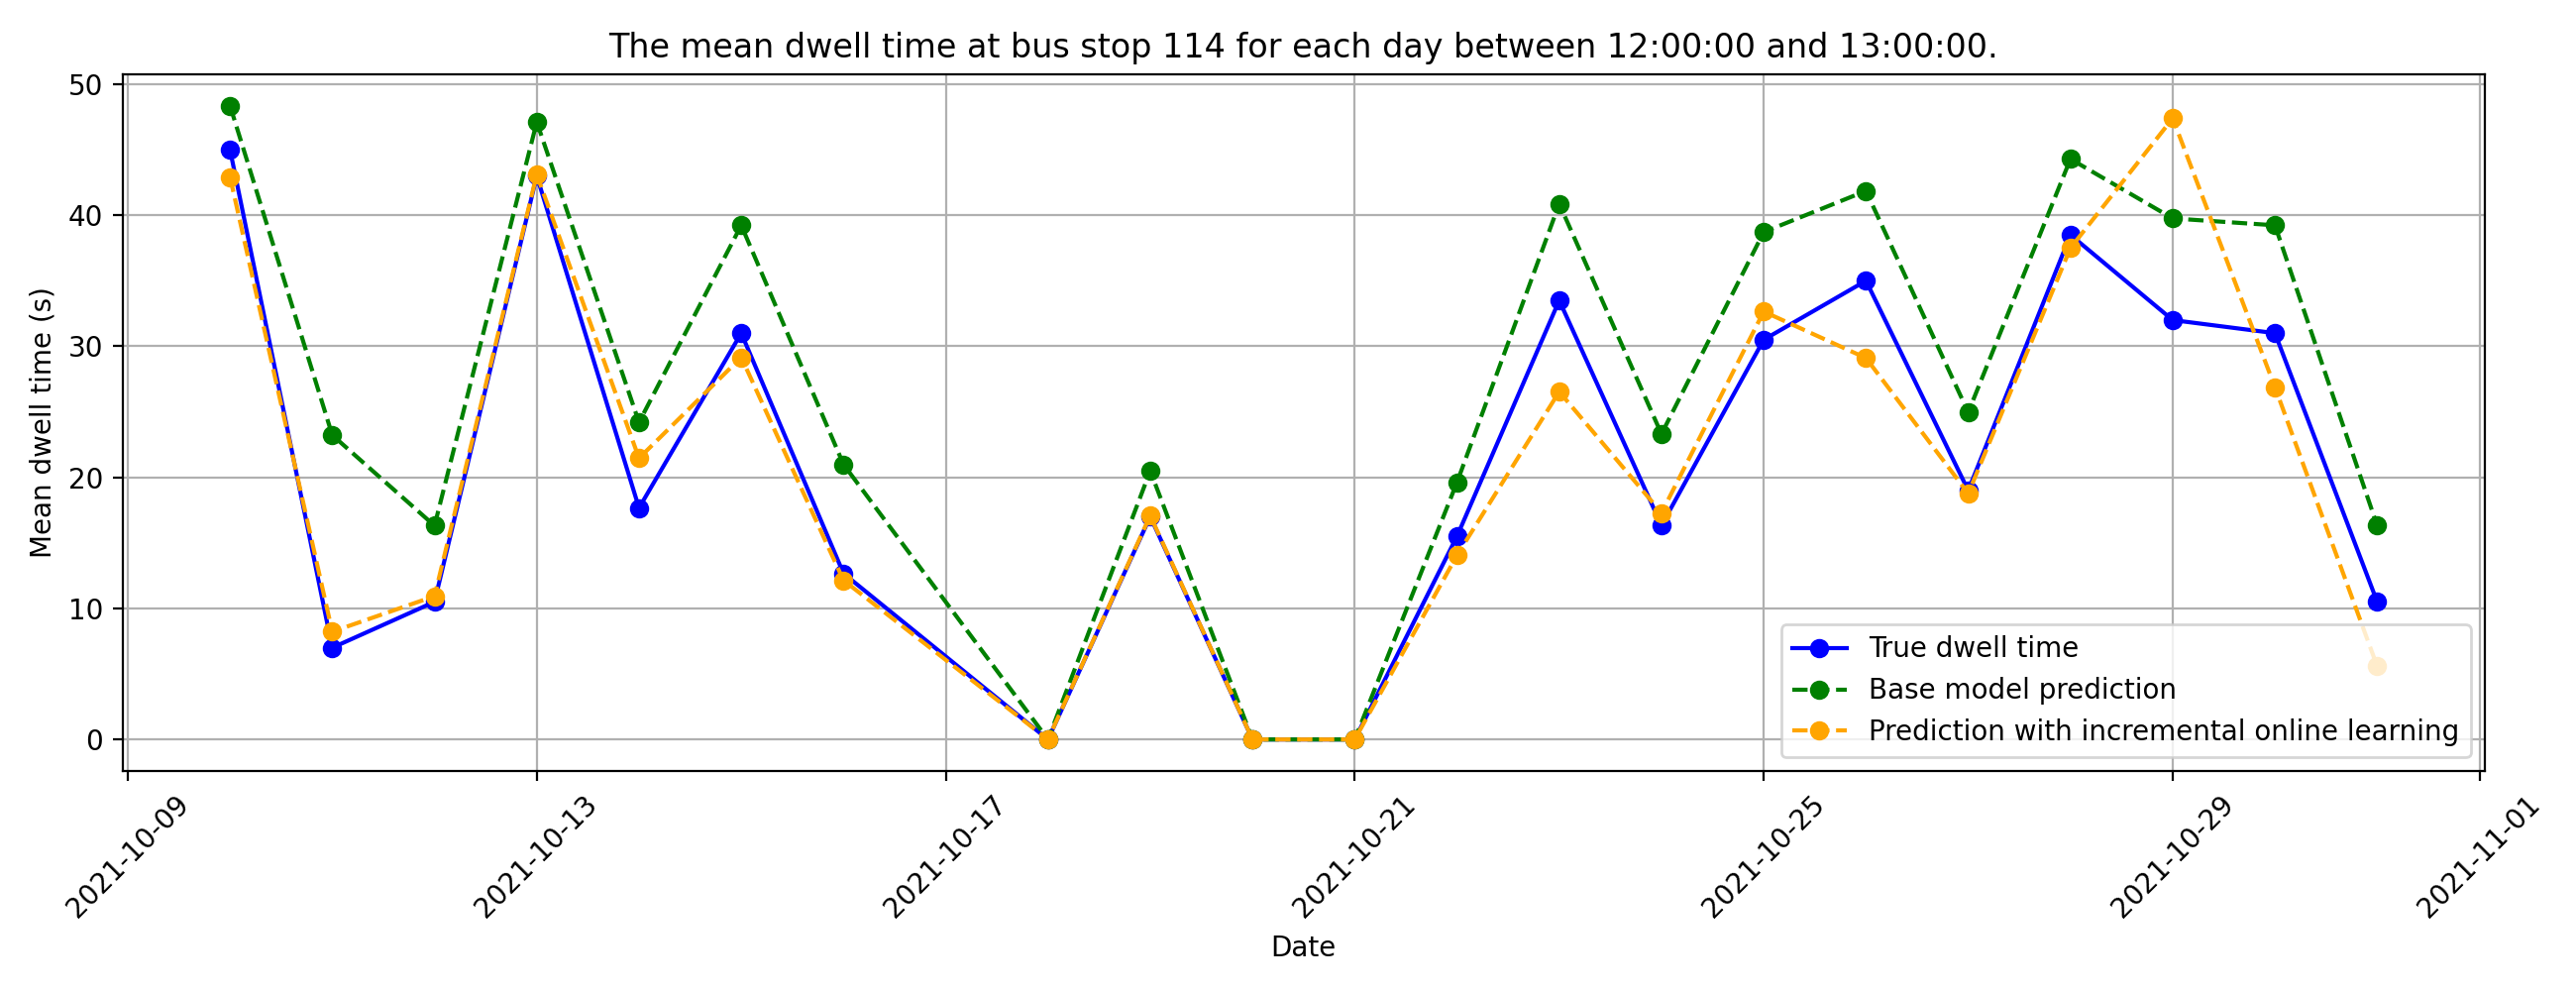 The mean dwell time at bus stop 114 for each day between 12:00:00 and 13:00:00.
Mean dwell time (s)
50
40
30
20
10
0
True dwell time
Base model prediction
Prediction with incremental online learning
2021-10-09
2021-10-13
2021-10-17
2021-10-21
2021-10-25
2021-10-29
2021-11-01
Date